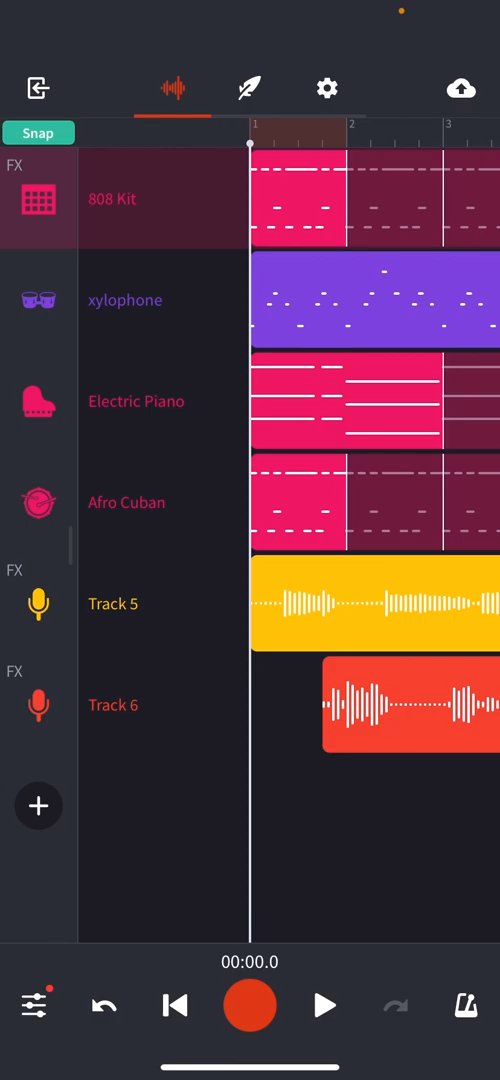 Snap
1
2
3
FX
808 Kit
xylophone
Electric Piano
Afro Cuban
FX
Track 5
FX
Track 6
00:00.0